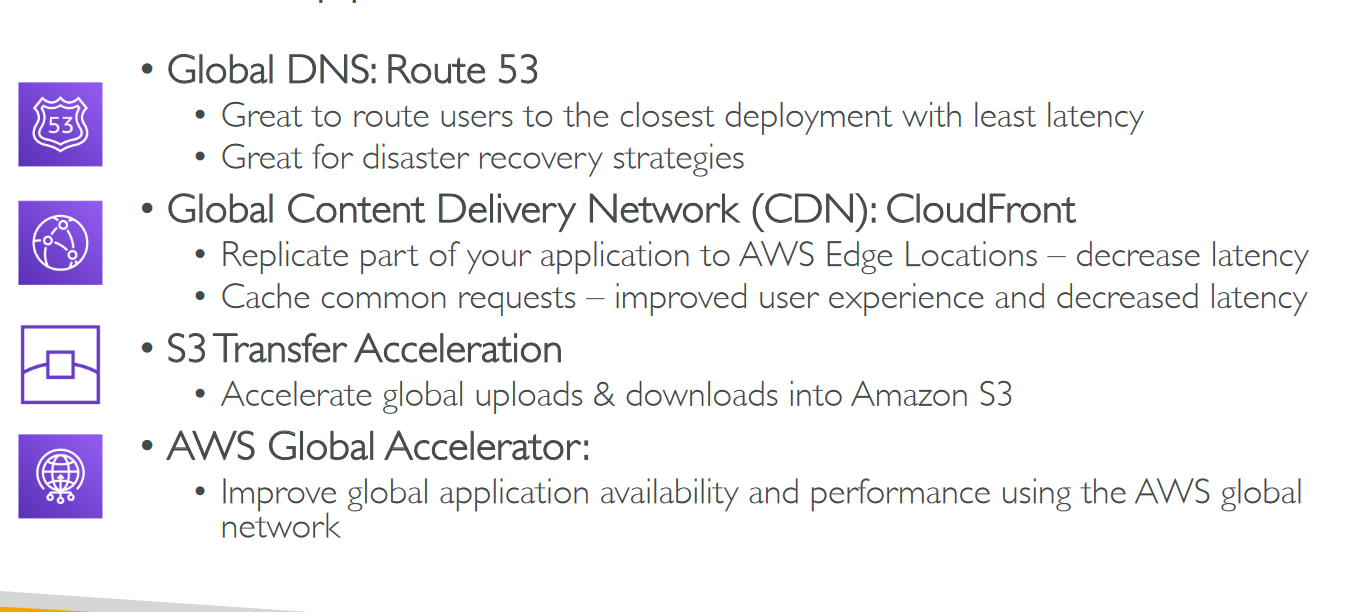 • Global DNS: Route 53
• Great to route users to the closest deployment with least latency
• Great for disaster recovery strategies
• Global Content Delivery Network (CDN): CloudFront
• Replicate part of your application to AWS Edge Locations – decrease latency
• Cache common requests – improved user experience and decreased latency
• S3 Transfer Acceleration
• Accelerate global uploads & downloads into Amazon S3
• AWS Global Accelerator:
• Improve global application availability and performance using the AWS global
network
53